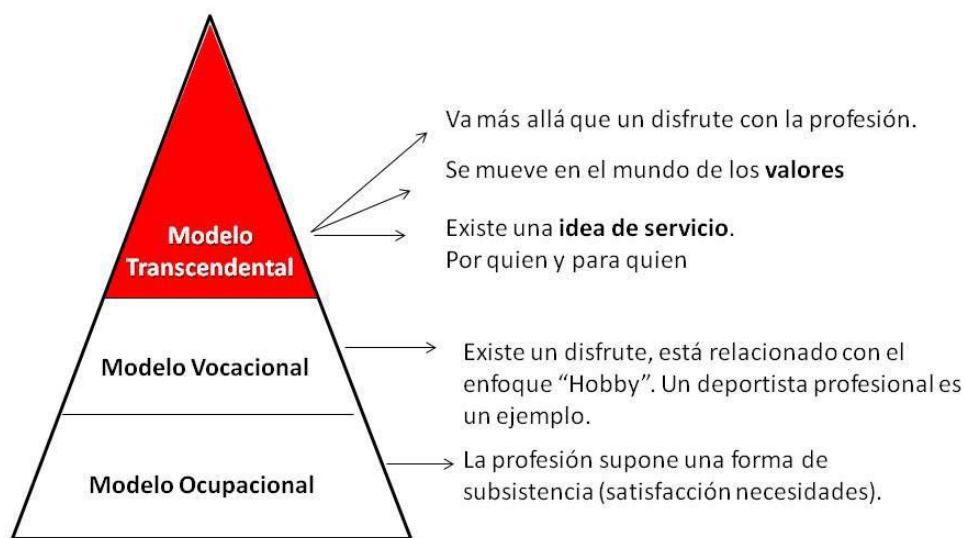 Va más allá que un disfrute con la profesión.
Se mueve en el mundo de los valores
Existe una idea de servicio.
Por quien y para quien
Modelo
Transcendental
Existe un disfrute, está relacionado con el
enfoque “Hobby”. Un deportista profesional es
un ejemplo.
Modelo Vocacional
La profesión supone una forma de
subsistencia (satisfacción necesidades).
Modelo Ocupacional